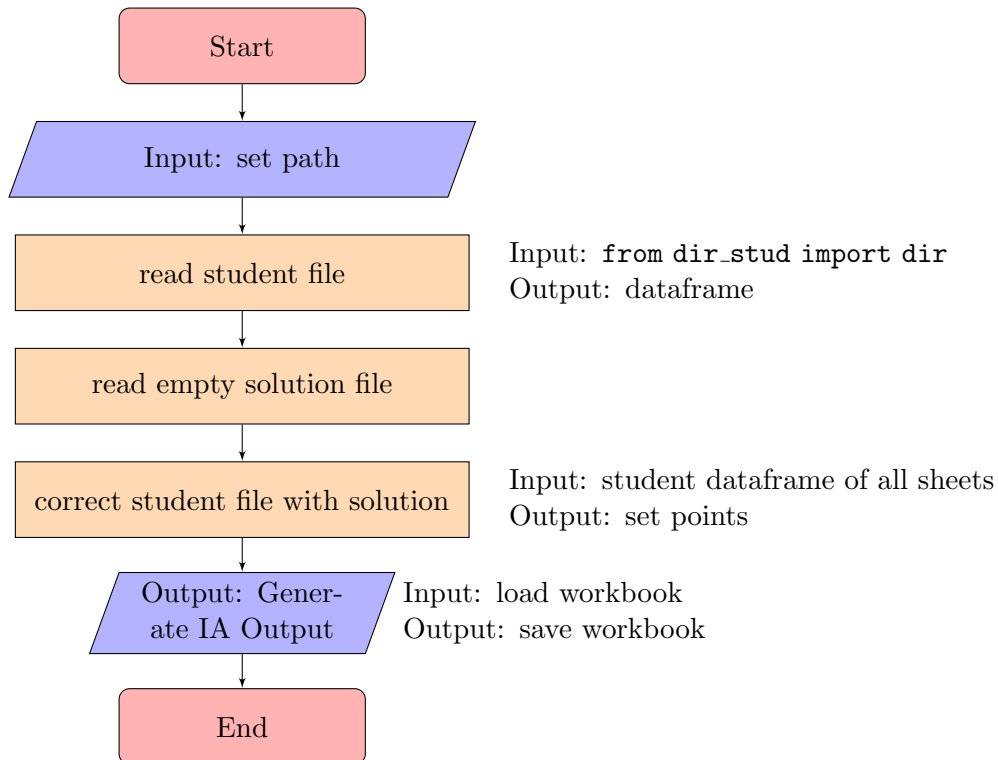 Start
Input: set path
read student file
Input: from dir_stud import dir
Output: dataframe
read empty solution file
correct student file with solution
Input: student dataframe of all sheets
Output: set points
Output: Gener-
ate IA Output
Input: load workbook
Output: save workbook
End